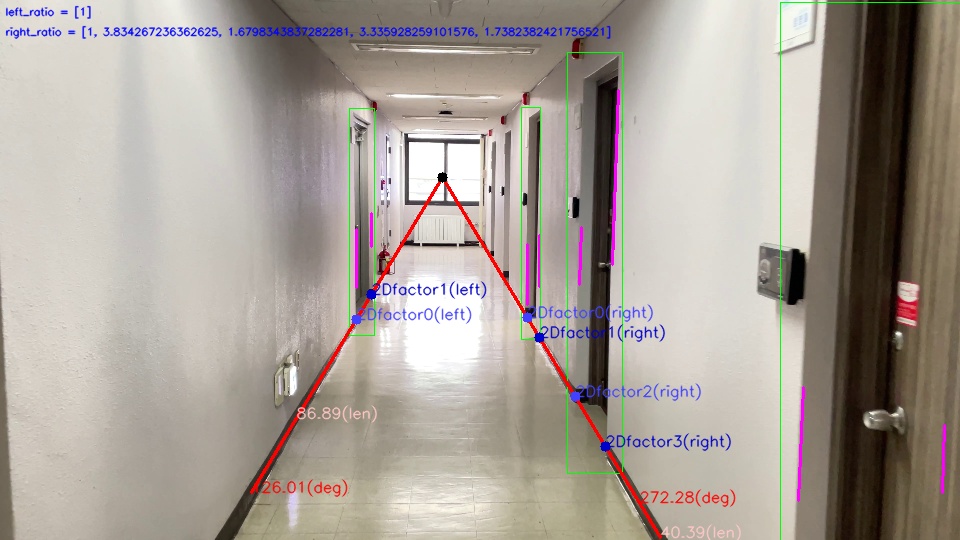 left_ratio = [1]
right_ratio = [1, 3.834267236362625, 1.6798343837282281, 3.335928259101576, 1.7382382421756521]
2Dfactor1(left)
2Dfactor0(left)
2Dfactor0(right)
2Dfactor1(right)
2Dfactor2(right)
86.89(len)
2Dfactor3(right)
26.01(deg)
272.28(deg)
40.39(len)